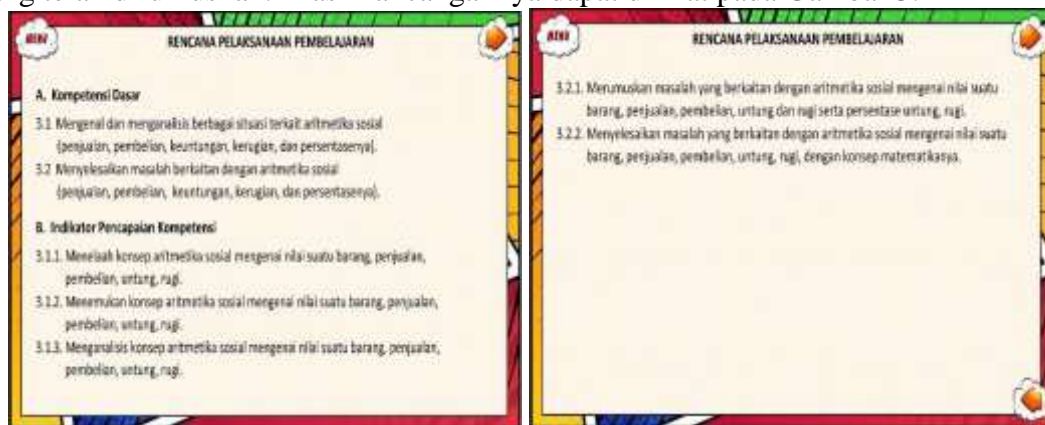 MENU
RENCANA PELAKSANAAN PEMBELAJARAN
A. Kompetensi Dasar
3.1 Mengenal dan menganalisis berbagai situasi terkait aritmetika sosial
(penjualan, pembelian, keuntungan, kerugian, dan persentasenya).
3.2 Menyelesaikan masalah berkaitan dengan aritmetika sosial
(penjualan, pembelian, keuntungan, kerugian, dan persentasenya).
B. Indikator Pencapaian Kompetensi
3.1.1. Menelaah konsep aritmetika sosial mengenai nilai suatu barang, penjualan,
pembelian, untung, rugi.
3.1.2. Menemukan konsep aritmetika sosial mengenai nilai suatu barang, penjualan,
pembelian, untung, rugi.
3.1.3. Menganalisis konsep aritmetika sosial mengenai nilai suatu barang, penjualan,
pembelian, untung, rugi.
MENU
RENCANA PELAKSANAAN PEMBELAJARAN
3.2.1. Merumuskan masalah yang berkaitan dengan aritmetika sosial mengenai nilai suatu
barang, penjualan, pembelian, untung dan rugi serta persentase untung, rugi.
3.2.2. Menyelesaikan masalah yang berkaitan dengan aritmetika sosial mengenai nilai suatu
barang, penjualan, pembelian, untung, rugi, dengan konsep matematikanya.